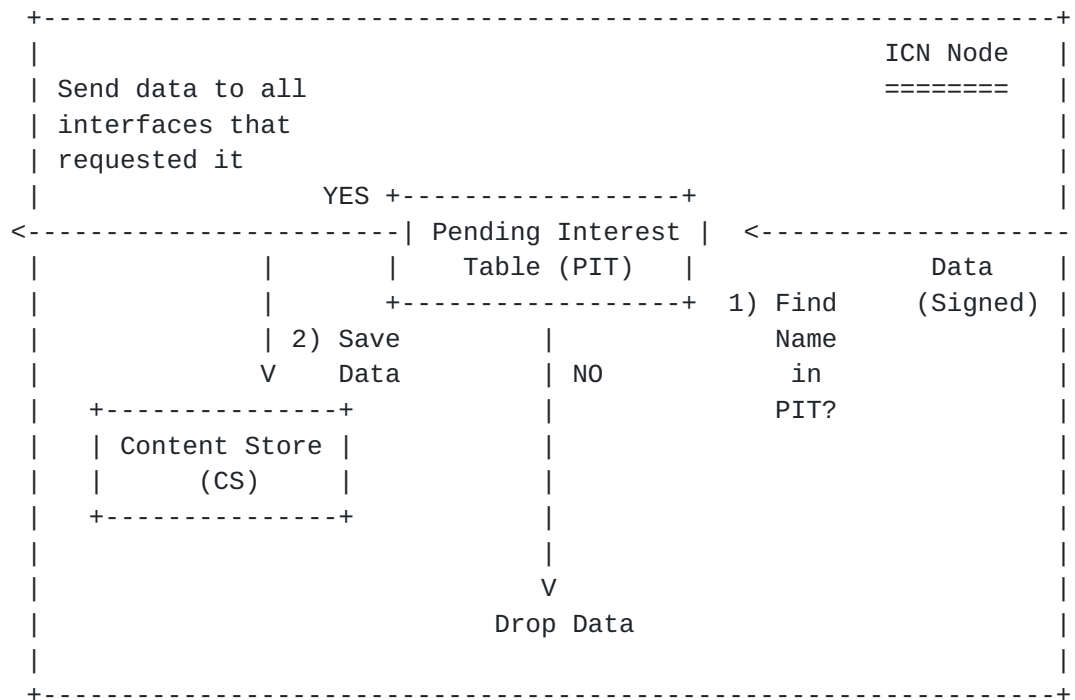 +-----------------------------------------------------------------+
|                                                      ICN Node   |
| Send data to all                                     ========   |
| interfaces that                                                 |
| requested it                                                    |
|                  YES +------------------+                       |
<------------------------| Pending Interest |  <--------------------
|              |       |    Table (PIT)   |               Data    |
|              |       +------------------+  1) Find     (Signed) |
|              | 2) Save         |              Name              |
|              V    Data         | NO            in               |
|   +---------------+            |              PIT?              |
|   | Content Store |            |                                |
|   |      (CS)     |            |                                |
|   +---------------+            |                                |
|                                |                                |
|                                V                                |
|                             Drop Data                           |
|                                                                 |
+-----------------------------------------------------------------+